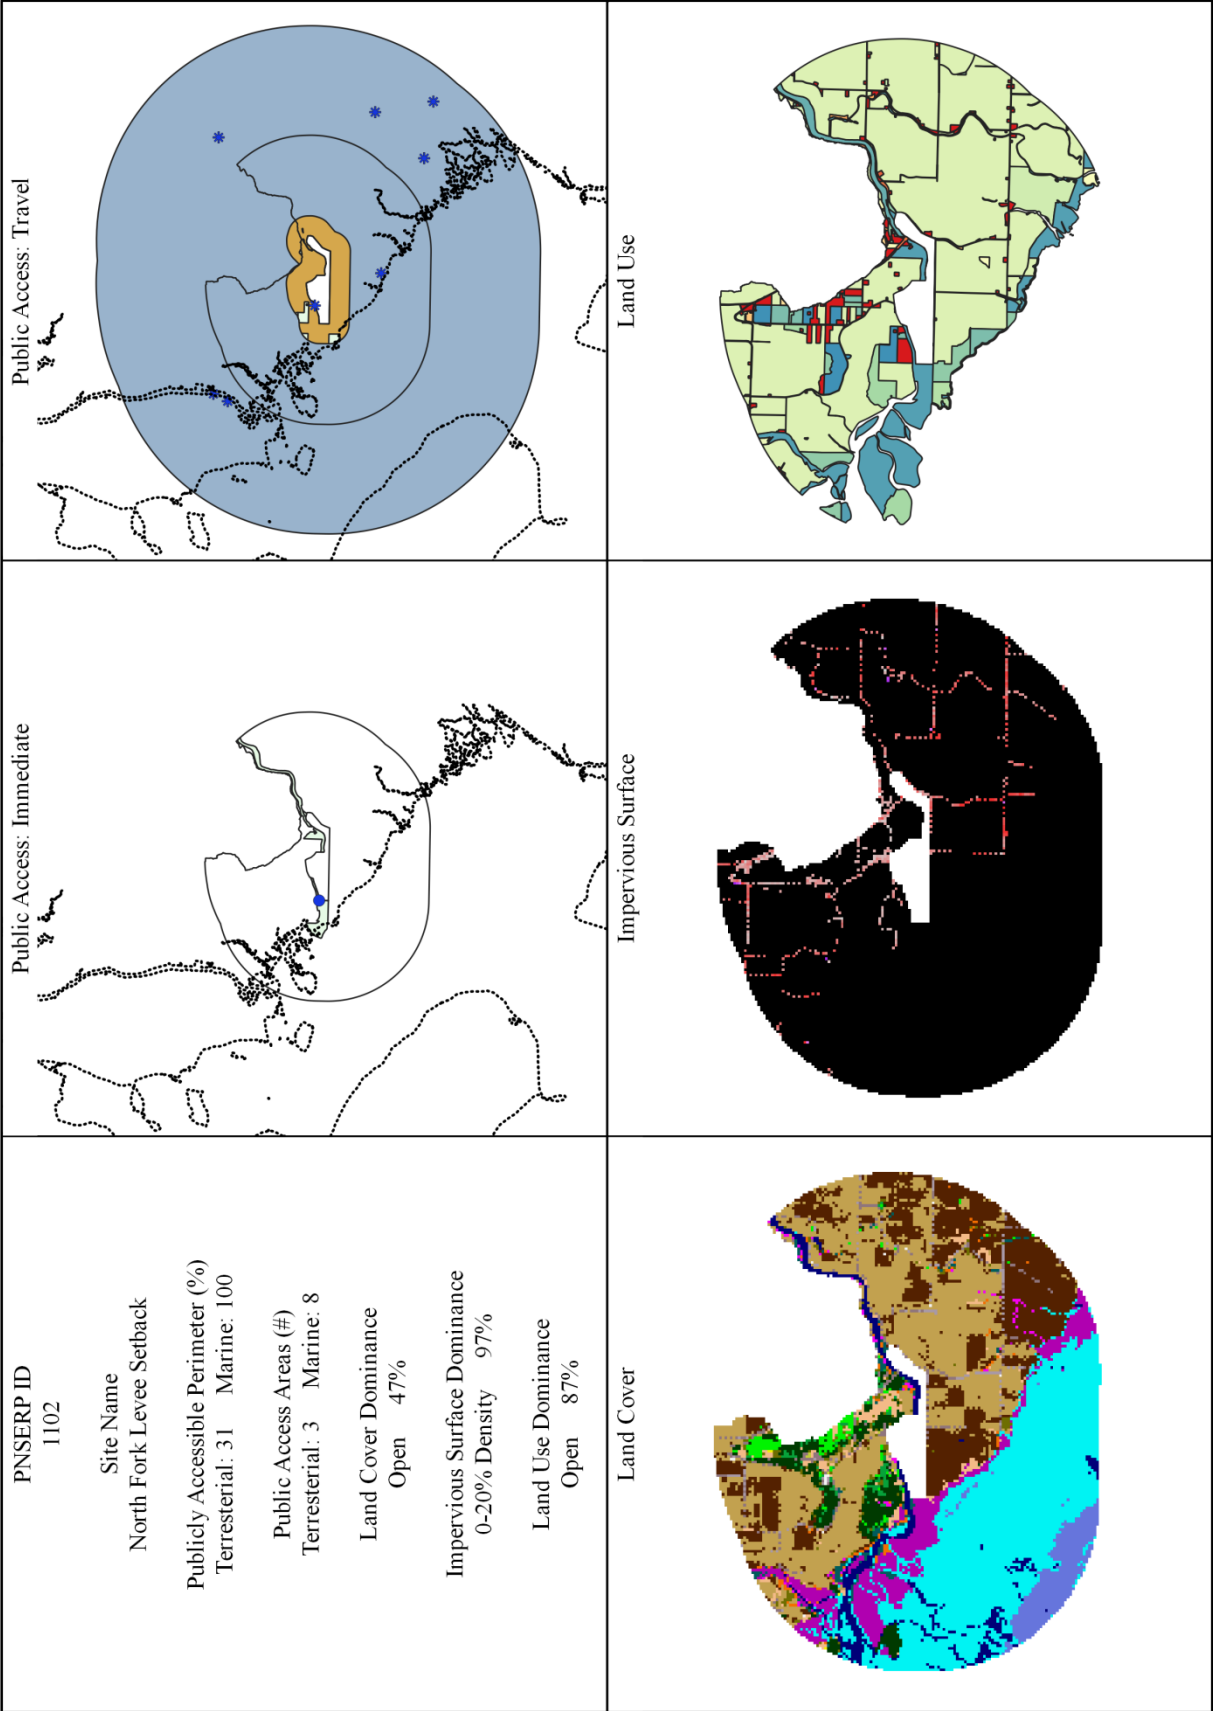 PNSERP ID
1102
Site Name
North Fork Levee Setback
Publicly Accessible Perimeter (%)
Terresterial: 31 Marine: 100
Public Access Areas (#)
Terresterial: 3 Marine: 8
Land Cover Dominance
Open 47%
Impervious Surface Dominance
0-20% Density 97%
Land Use Dominance
Open 87%
Public Access: Immediate
Public Access: Travel
Land Cover
Impervious Surface
Land Use